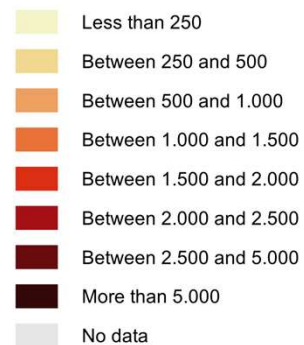 Less than 250
Between 250 and 500
Between 500 and 1.000
Between 1.000 and 1.500
Between 1.500 and 2.000
Between 2.000 and 2.500
Between 2.500 and 5.000
More than 5.000
No data